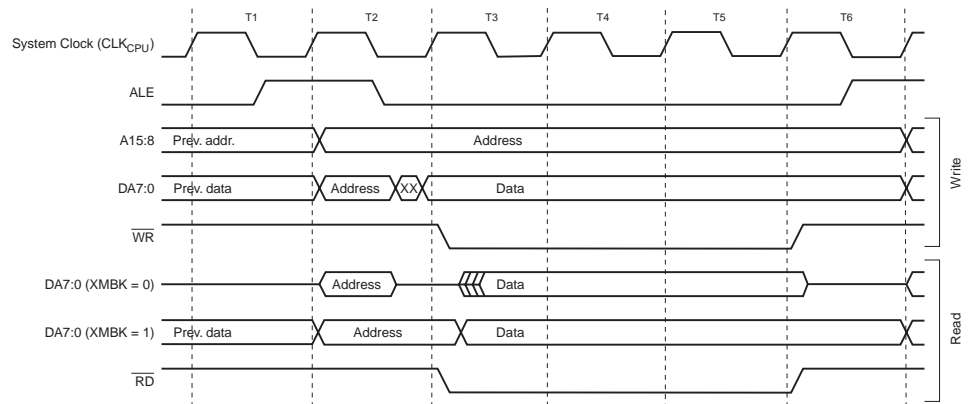 T1 T2 T3 T4 T5 T6
System Clock (CLKCPU)
ALE
A15:8 Prev. addr. Address
DA7:0 Prev. data Address XX Data
WR
Write
DA7:0 (XMBK = 0) Address Data
DA7:0 (XMBK = 1) Prev. data Address Data
RD
Read